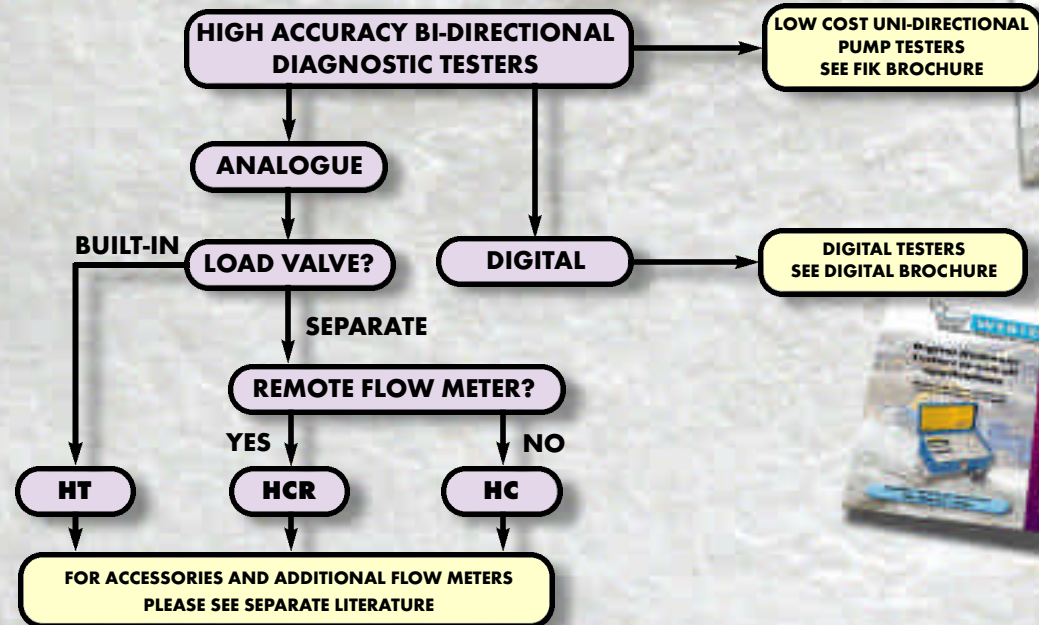 HIGH ACCURACY BI-DIRECTIONAL
DIAGNOSTIC TESTERS
LOW COST UNI-DIRECTIONAL
PUMP TESTERS
SEE FIK BROCHURE
ANALOGUE
BUILT-IN
LOAD VALVE?
DIGITAL
DIGITAL TESTERS
SEE DIGITAL BROCHURE
SEPARATE
REMOTE FLOW METER?
YES
NO
HT
HCR
HC
FOR ACCESSORIES AND ADDITIONAL FLOW METERS
PLEASE SEE SEPARATE LITERATURE